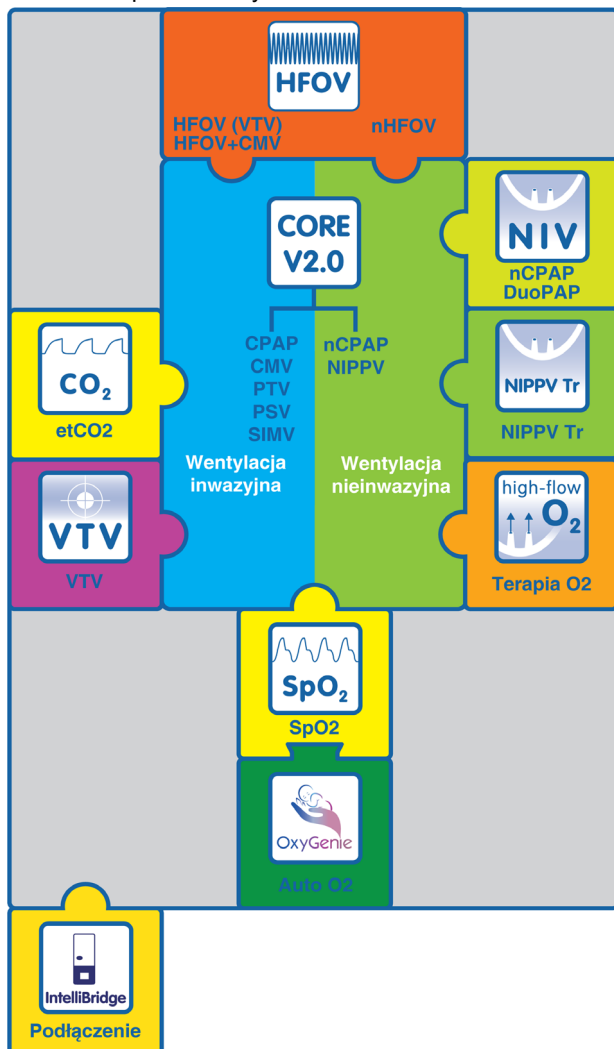 HFOV
HFOV (VTV)
HFOV+CMV
nHFOV
CORE
V2.0
CPAP
CMV
PTV
PSV
SIMV
nCPAP
NIPPV
Wentylacja
inwazyjna
Wentylacja
nieinwazyjna
NIV
nCPAP
DuoPAP
CO2
etCO2
NIPPV Tr
NIPPV Tr
VTV
VTV
high-flow
O2
Terapia O2
SpO2
SpO2
OxyGenie
Auto O2
IntelliBridge
Podłączenie